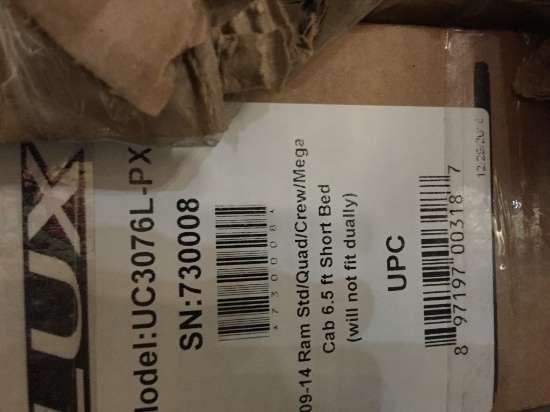 LUX
Model:UC3076L-PX
SN:730008
*730008*
09-14 Ram Std/Quad/Crew/Mega
Cab 6.5 ft Short Bed
(will not fit dually)
UPC
8 97197 00318 7